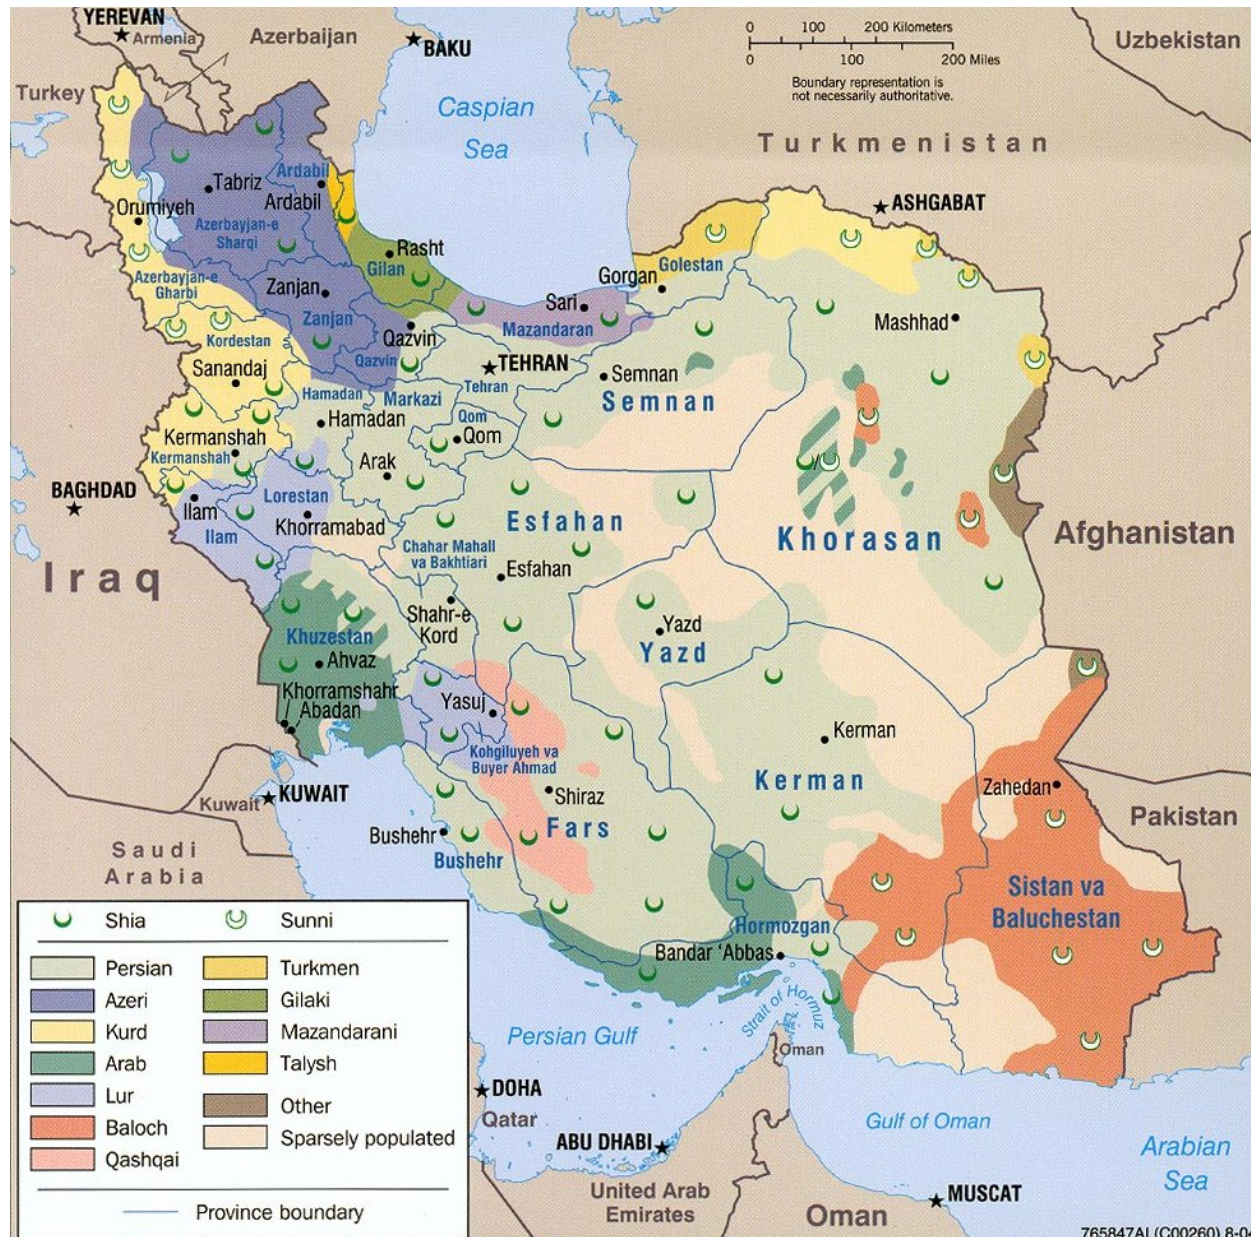 YEREVAN
Armenia
Azerbaijan
BAKU
0 100 200 Kilometers
0 100 200 Miles
Boundary representation is
not necessarily authoritative.
Uzbekistan
Turkey
Caspian
Sea
Turkmenistan
Tabriz
Ardabil
Ardabil
ASHGABAT
Orumiyeh
Azerbayjan-e
Sharqi
Rasht
Gilan
Golestan
Gorgan
Azerbayjan-e
Gharbi
Zanjan
Zanjan
Sari
Mazandaran
Mashhad
Kordestan
Qazvin
Qazvin
TEHRAN
Tehran
Sanandaj
Semnan
Semnan
Hamadan
Markazi
Hamadan
Qom
Qom
Kermanshah
Kermanshah
Arak
BAGHDAD
Ilam
Ilam
Lorestan
Khorramabad
Esfahan
Khorasan
Afghanistan
Chahar Mahall
va Bakhtiari
Esfahan
Iraq
Shahr-e
Kord
Yazd
Yazd
Khuzestan
Ahvaz
Khorramshahr
Abadan
Yasuj
Kohgiluyeh va
Buyer Ahmad
Kerman
Kerman
Zahedan
Kuwait
KUWAIT
Shiraz
Fars
Pakistan
Bushehr
Bushehr
Saudi
Arabia
Sistan va
Baluchestan
Hormozgan
Bandar ‘Abbas
Strait of Hormuz
Persian Gulf
Oman
DOHA
Qatar
Gulf of Oman
ABU DHABI
Arabian
Sea
United Arab
Emirates
MUSCAT
Oman
Shia Sunni
Persian Turkmen
Azeri Gilaki
Kurd Mazandarani
Arab Talysh
Lur Other
Baloch Sparsely populated
Qashqai
Province boundary
765847AI (C00260) 8-04